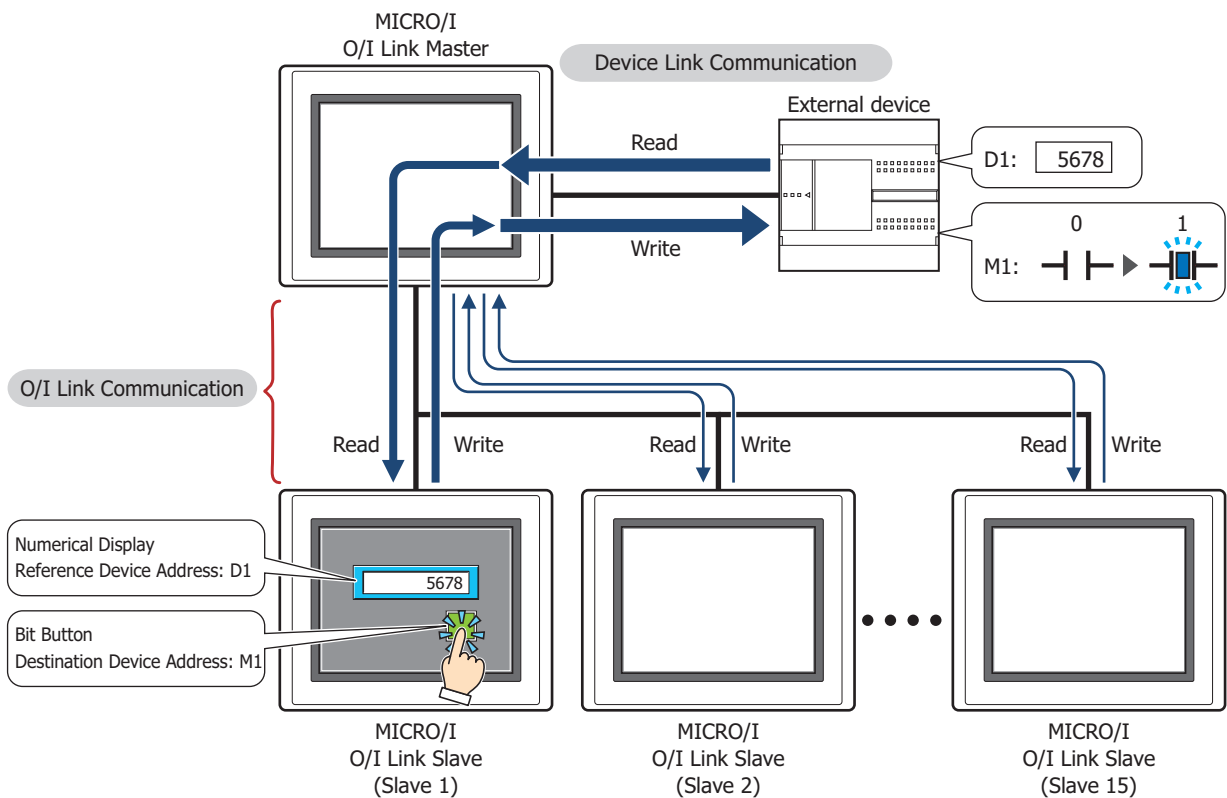 MICRO/I
O/I Link Master
Device Link Communication
External device
Read
Write
D1: 5678
0 1
M1:
O/I Link Communication
Read Write
Read Write
Read Write
Numerical Display
Reference Device Address: D1
5678
Bit Button
Destination Device Address: M1
MICRO/I
O/I Link Slave
(Slave 1)
MICRO/I
O/I Link Slave
(Slave 2)
MICRO/I
O/I Link Slave
(Slave 15)